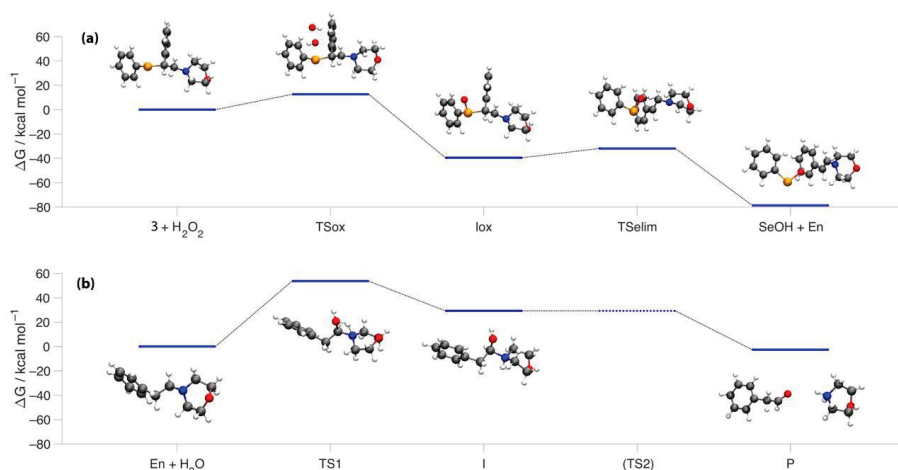 (a)
ΔG / kcal mol⁻¹
60
40
20
0
−20
−40
−60
−80
3 + H₂O₂
TSox
Iox
TSelim
SeOH + En
(b)
ΔG / kcal mol⁻¹
60
40
20
0
−20
−40
−60
−80
En + H₂O
TS1
I
(TS2)
P